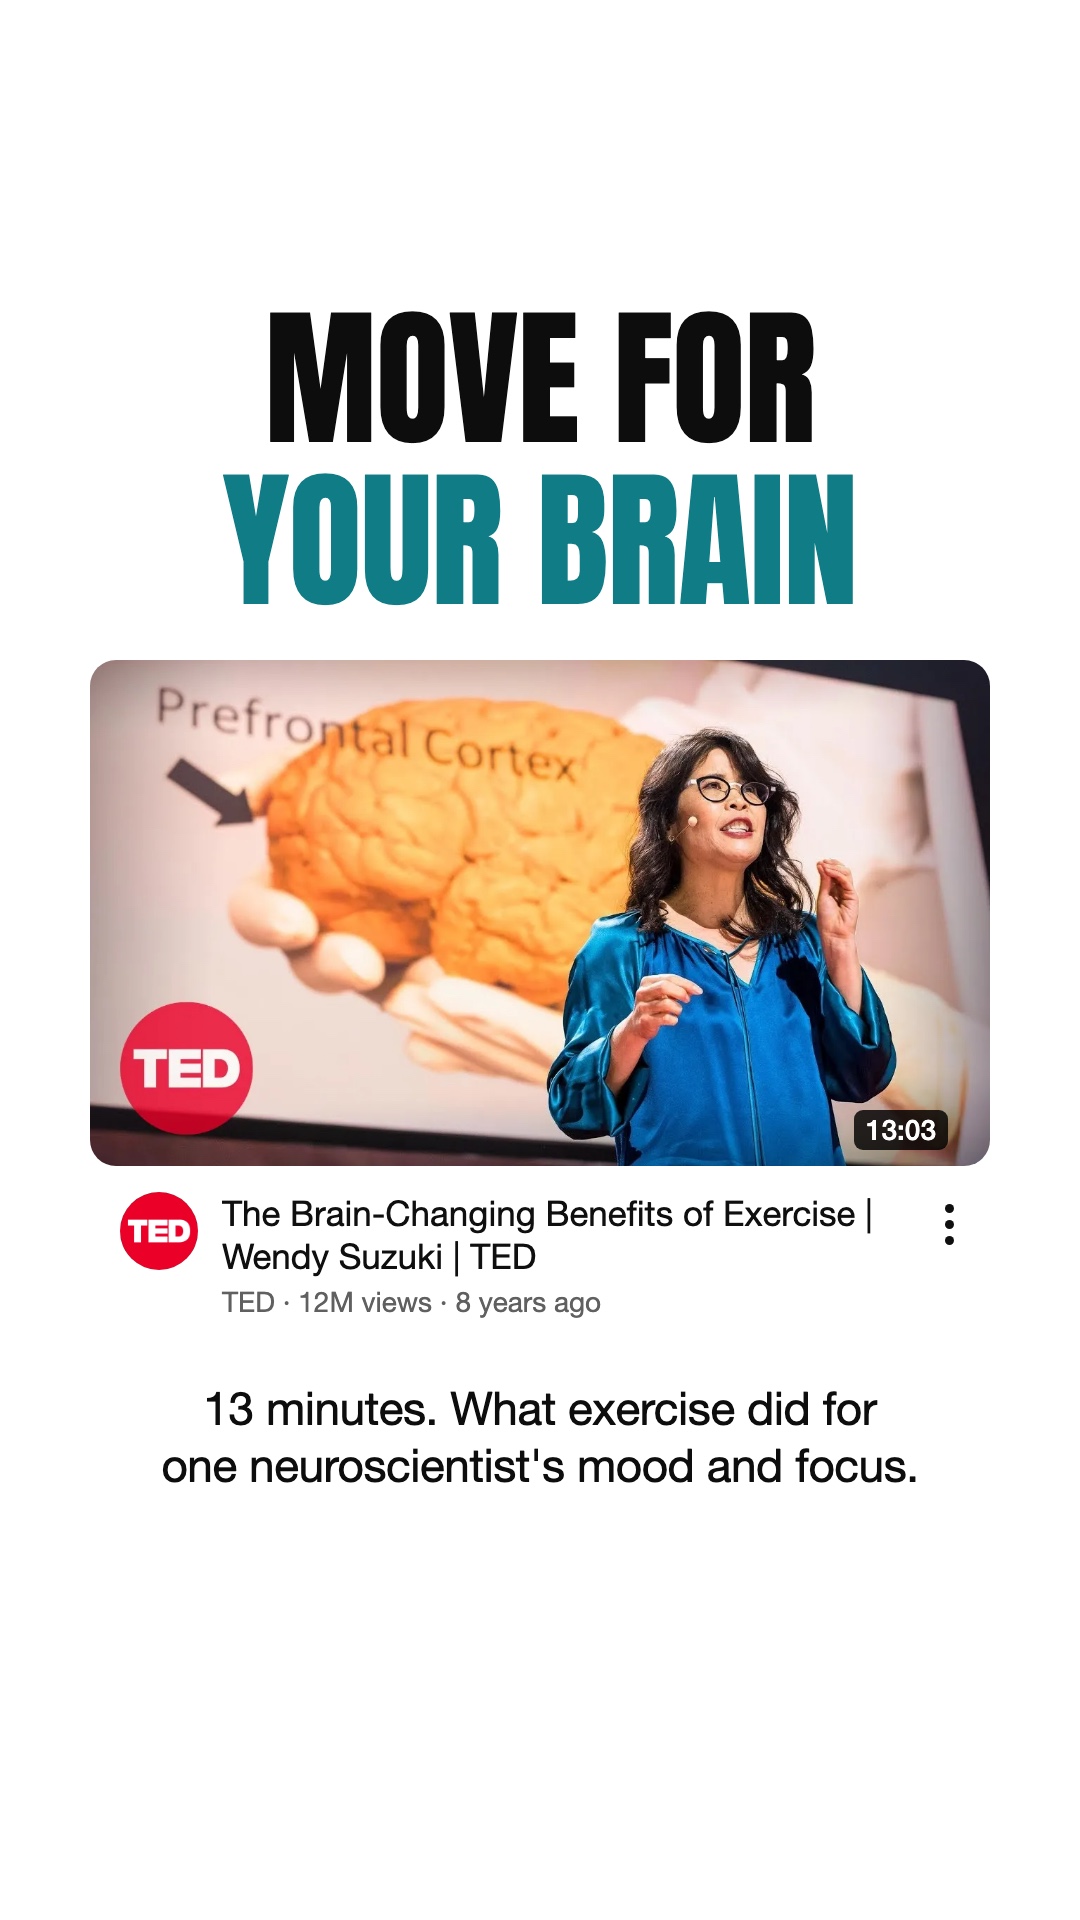 MOVE FOR
YOUR BRAIN
Prefrontal Cortex
TED
13:03
TED
The Brain-Changing Benefits of Exercise |
Wendy Suzuki | TED
TED · 12M views · 8 years ago
13 minutes. What exercise did for
one neuroscientist's mood and focus.